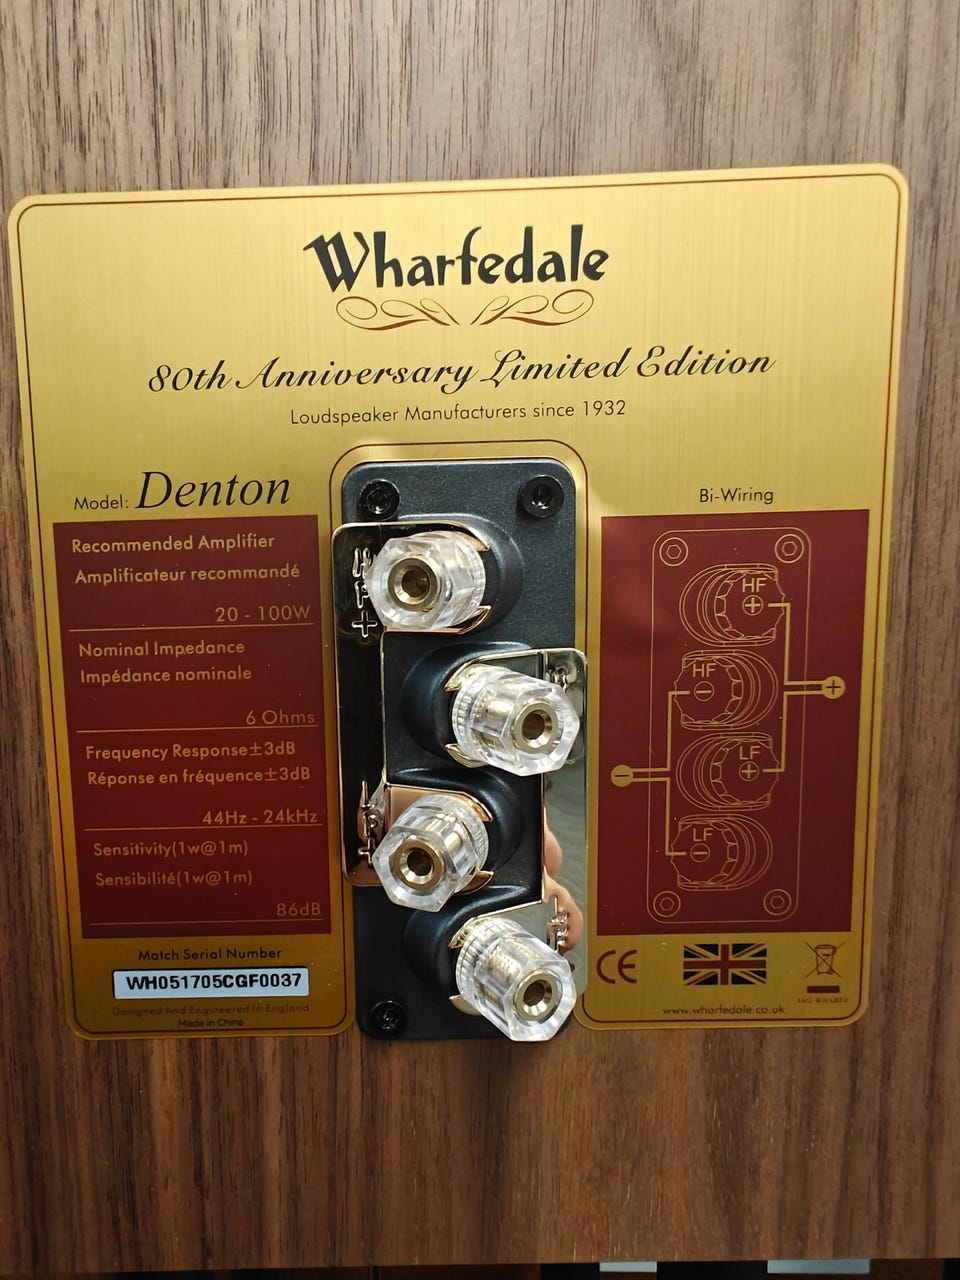 Wharfedale
80th Anniversary Limited Edition
Loudspeaker Manufacturers since 1932
Model: Denton
Recommended Amplifier
Amplificateur recommandé
20 - 100W
Nominal Impedance
Impédance nominale
6 Ohms
Frequency Response±3dB
Réponse en fréquence±3dB
44Hz - 24kHz
Sensitivity(1w@1m)
Sensibilité(1w@1m)
86dB
Match Serial Number
WH051705CGF0037
Designed And Engineered In England
Made in China
HF+
Bi-Wiring
HF
+
HF
−
LF
+
LF
−
+
−
CE
IAG WHARFE
www.wharfedale.co.uk